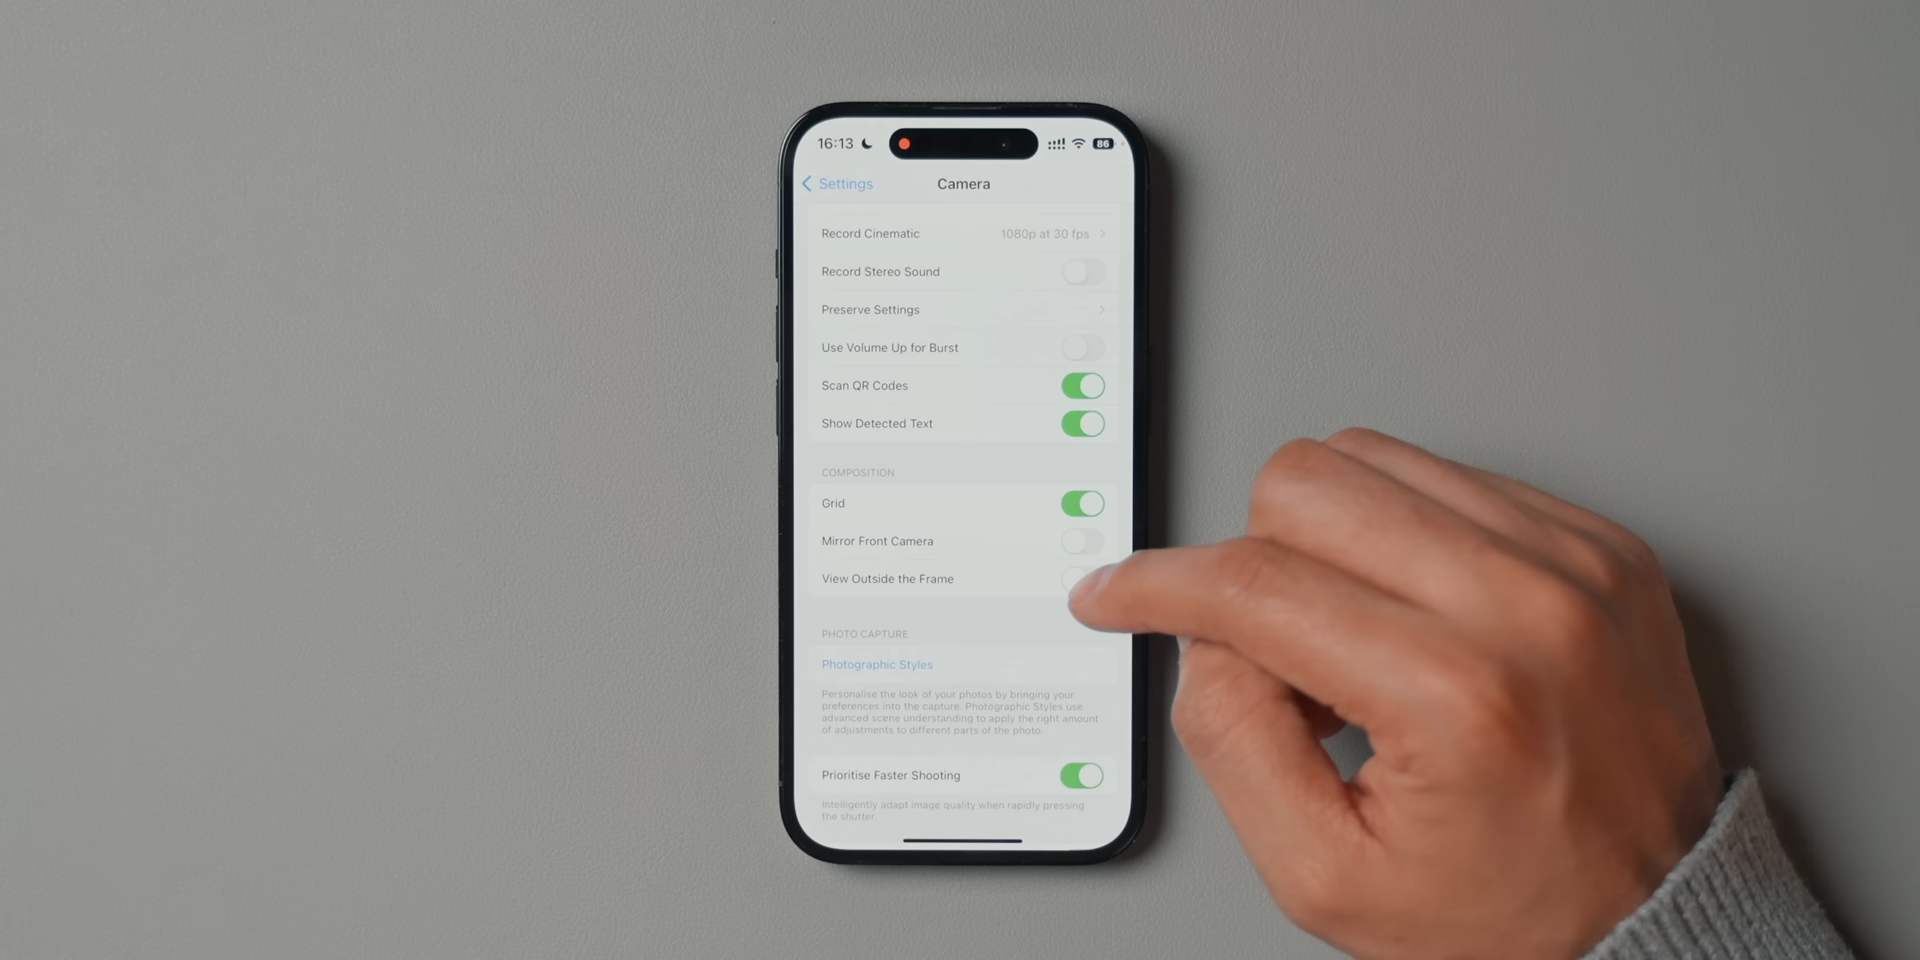 16:13
86
Settings
Camera
Record Cinematic
1080p at 30 fps
Record Stereo Sound
Preserve Settings
Use Volume Up for Burst
Scan QR Codes
Show Detected Text
COMPOSITION
Grid
Mirror Front Camera
View Outside the Frame
PHOTO CAPTURE
Photographic Styles
Personalise the look of your photos by bringing your
preferences into the capture. Photographic Styles use
advanced scene understanding to apply the right amount
of adjustments to different parts of the photo.
Prioritise Faster Shooting
Intelligently adapt image quality when rapidly pressing
the shutter.